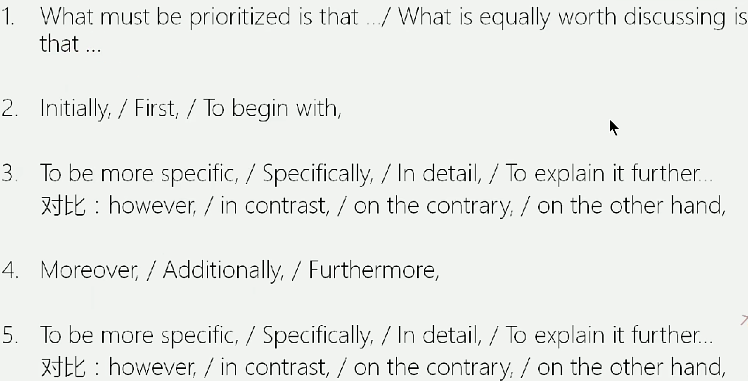 1. What must be prioritized is that .../ What is equally worth discussing is
that ...
2. Initially, / First, / To begin with,
3. To be more specific, / Specifically, / In detail, / To explain it further...
对比：however, / in contrast, / on the contrary, / on the other hand,
4. Moreover, / Additionally, / Furthermore,
5. To be more specific, / Specifically, / In detail, / To explain it further...
对比：however, / in contrast, / on the contrary, / on the other hand,